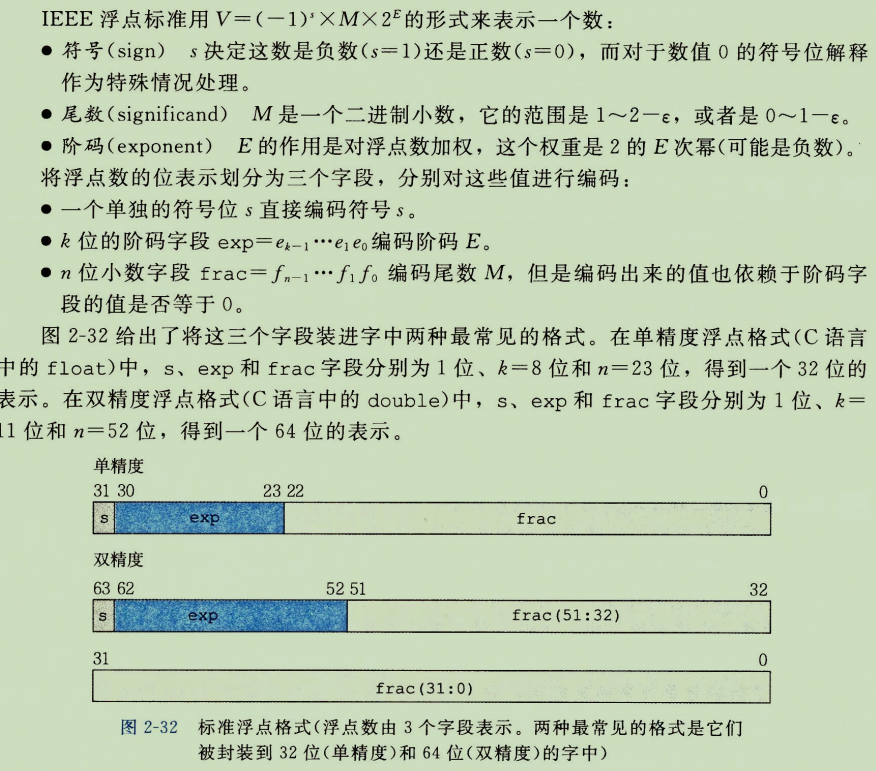 IEEE 浮点标准用 V=(−1)ˢ×M×2ᴱ的形式来表示一个数：
● 符号(sign) s 决定这数是负数(s=1)还是正数(s=0)，而对于数值 0 的符号位解释
作为特殊情况处理。
● 尾数(significand) M 是一个二进制小数，它的范围是 1～2−ε，或者是 0～1−ε。
● 阶码(exponent) E 的作用是对浮点数加权，这个权重是 2 的 E 次幂(可能是负数)。
将浮点数的位表示划分为三个字段，分别对这些值进行编码：
● 一个单独的符号位 s 直接编码符号 s。
● k 位的阶码字段 exp=eₖ₋₁⋯e₁e₀编码阶码 E。
● n 位小数字段 frac=fₙ₋₁⋯f₁f₀ 编码尾数 M，但是编码出来的值也依赖于阶码字
段的值是否等于 0。
图 2-32 给出了将这三个字段装进字中两种最常见的格式。在单精度浮点格式(C 语言
中的 float)中，s、exp 和 frac 字段分别为 1 位、k=8 位和 n=23 位，得到一个 32 位的
表示。在双精度浮点格式(C 语言中的 double)中，s、exp 和 frac 字段分别为 1 位、k=
11 位和 n=52 位，得到一个 64 位的表示。
单精度
31 30 23 22 0
s exp frac
双精度
63 62 52 51 32
s exp frac(51:32)
31 0
frac(31:0)
图 2-32 标准浮点格式(浮点数由 3 个字段表示。两种最常见的格式是它们
被封装到 32 位(单精度)和 64 位(双精度)的字中)